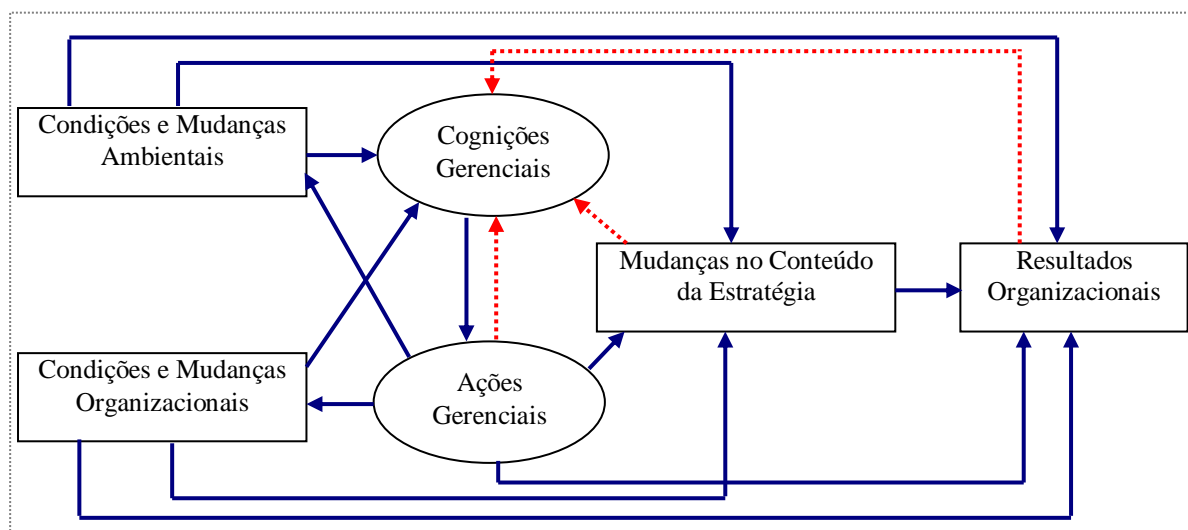 Condições e Mudanças
Ambientais
Cognições
Gerenciais
Mudanças no Conteúdo
da Estratégia
Resultados
Organizacionais
Condições e Mudanças
Organizacionais
Ações
Gerenciais